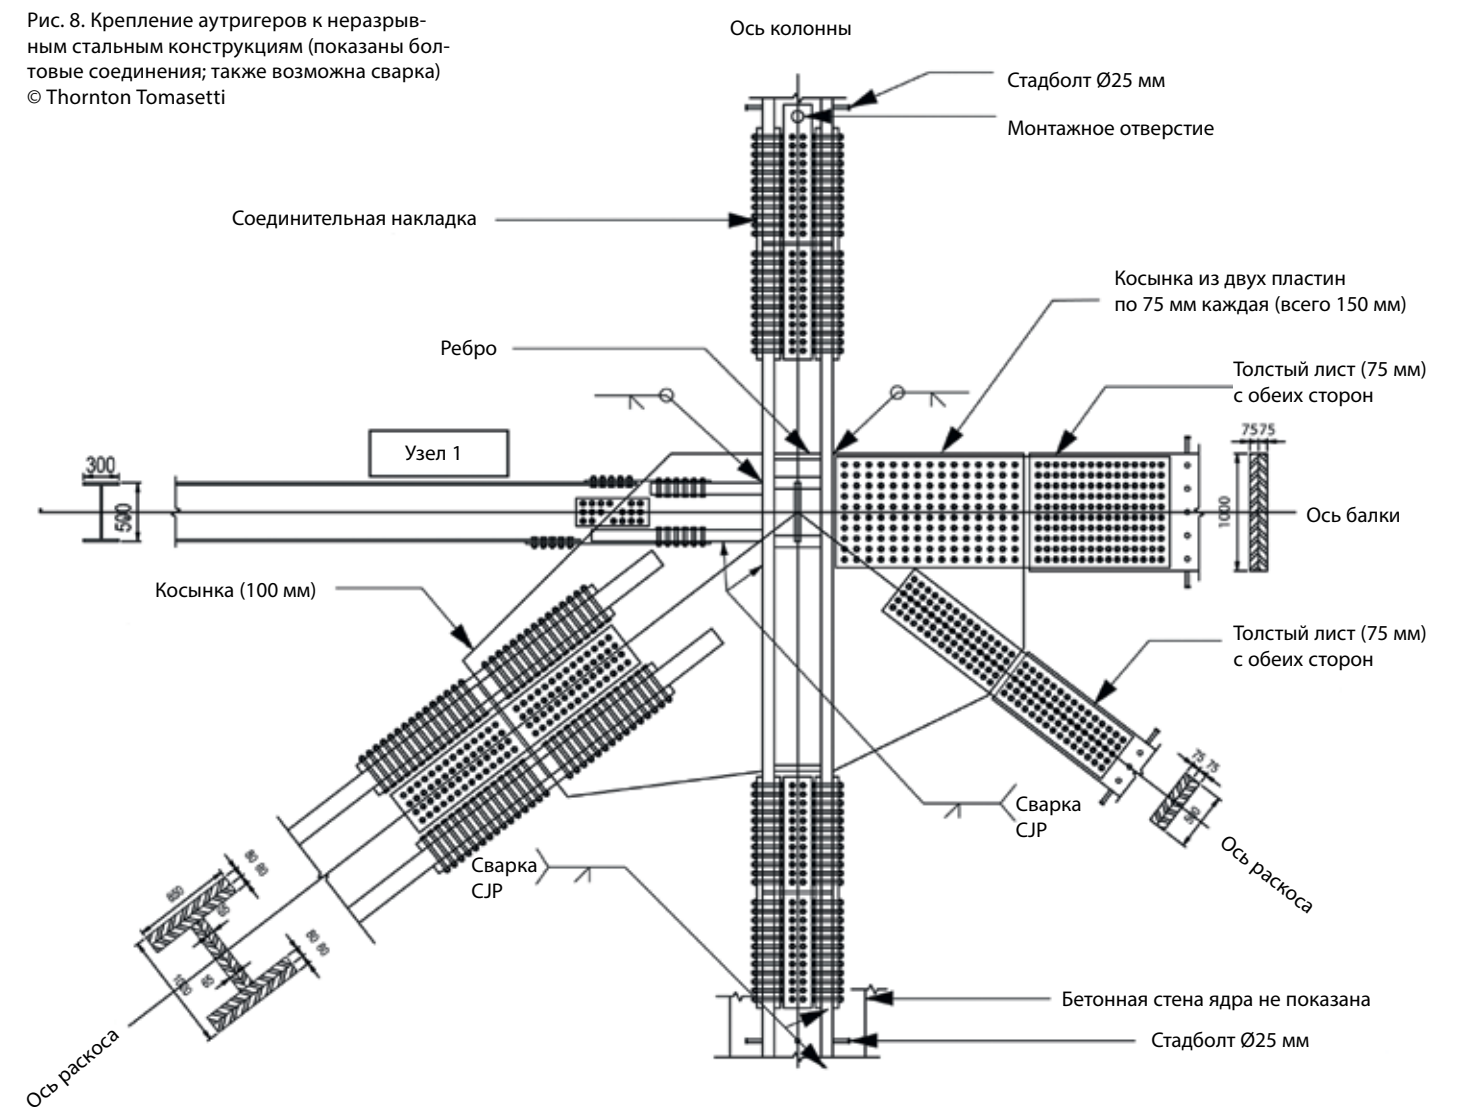 Рис. 8. Крепление аутригеров к неразрыв-
ным стальным конструкциям (показаны бол-
товые соединения; также возможна сварка)
© Thornton Tomasetti
Ось колонны
Стадболт Ø25 мм
Монтажное отверстие
Соединительная накладка
Косынка из двух пластин
по 75 мм каждая (всего 150 мм)
Ребро
Толстый лист (75 мм)
с обеих сторон
75 75
Узел 1
300
500
1000
Ось балки
Косынка (100 мм)
Толстый лист (75 мм)
с обеих сторон
75 75
Сварка
CJP
Ось раскоса
Сварка
CJP
80 80
850
80 80
Бетонная стена ядра не показана
Стадболт Ø25 мм
Ось раскоса